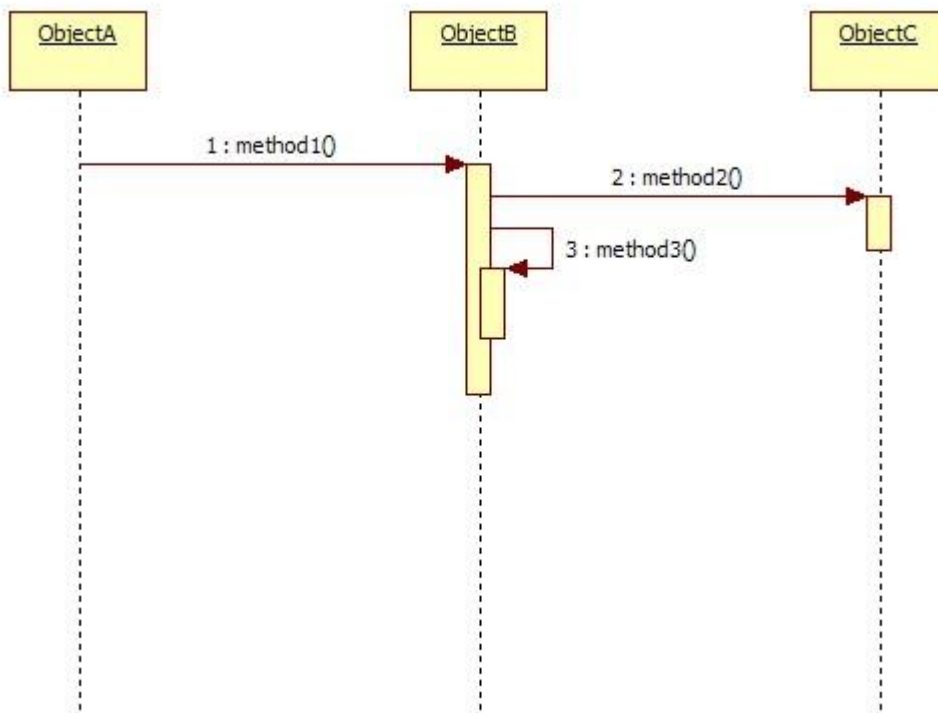 ObjectA
ObjectB
ObjectC
1 : method1()
2 : method2()
3 : method3()